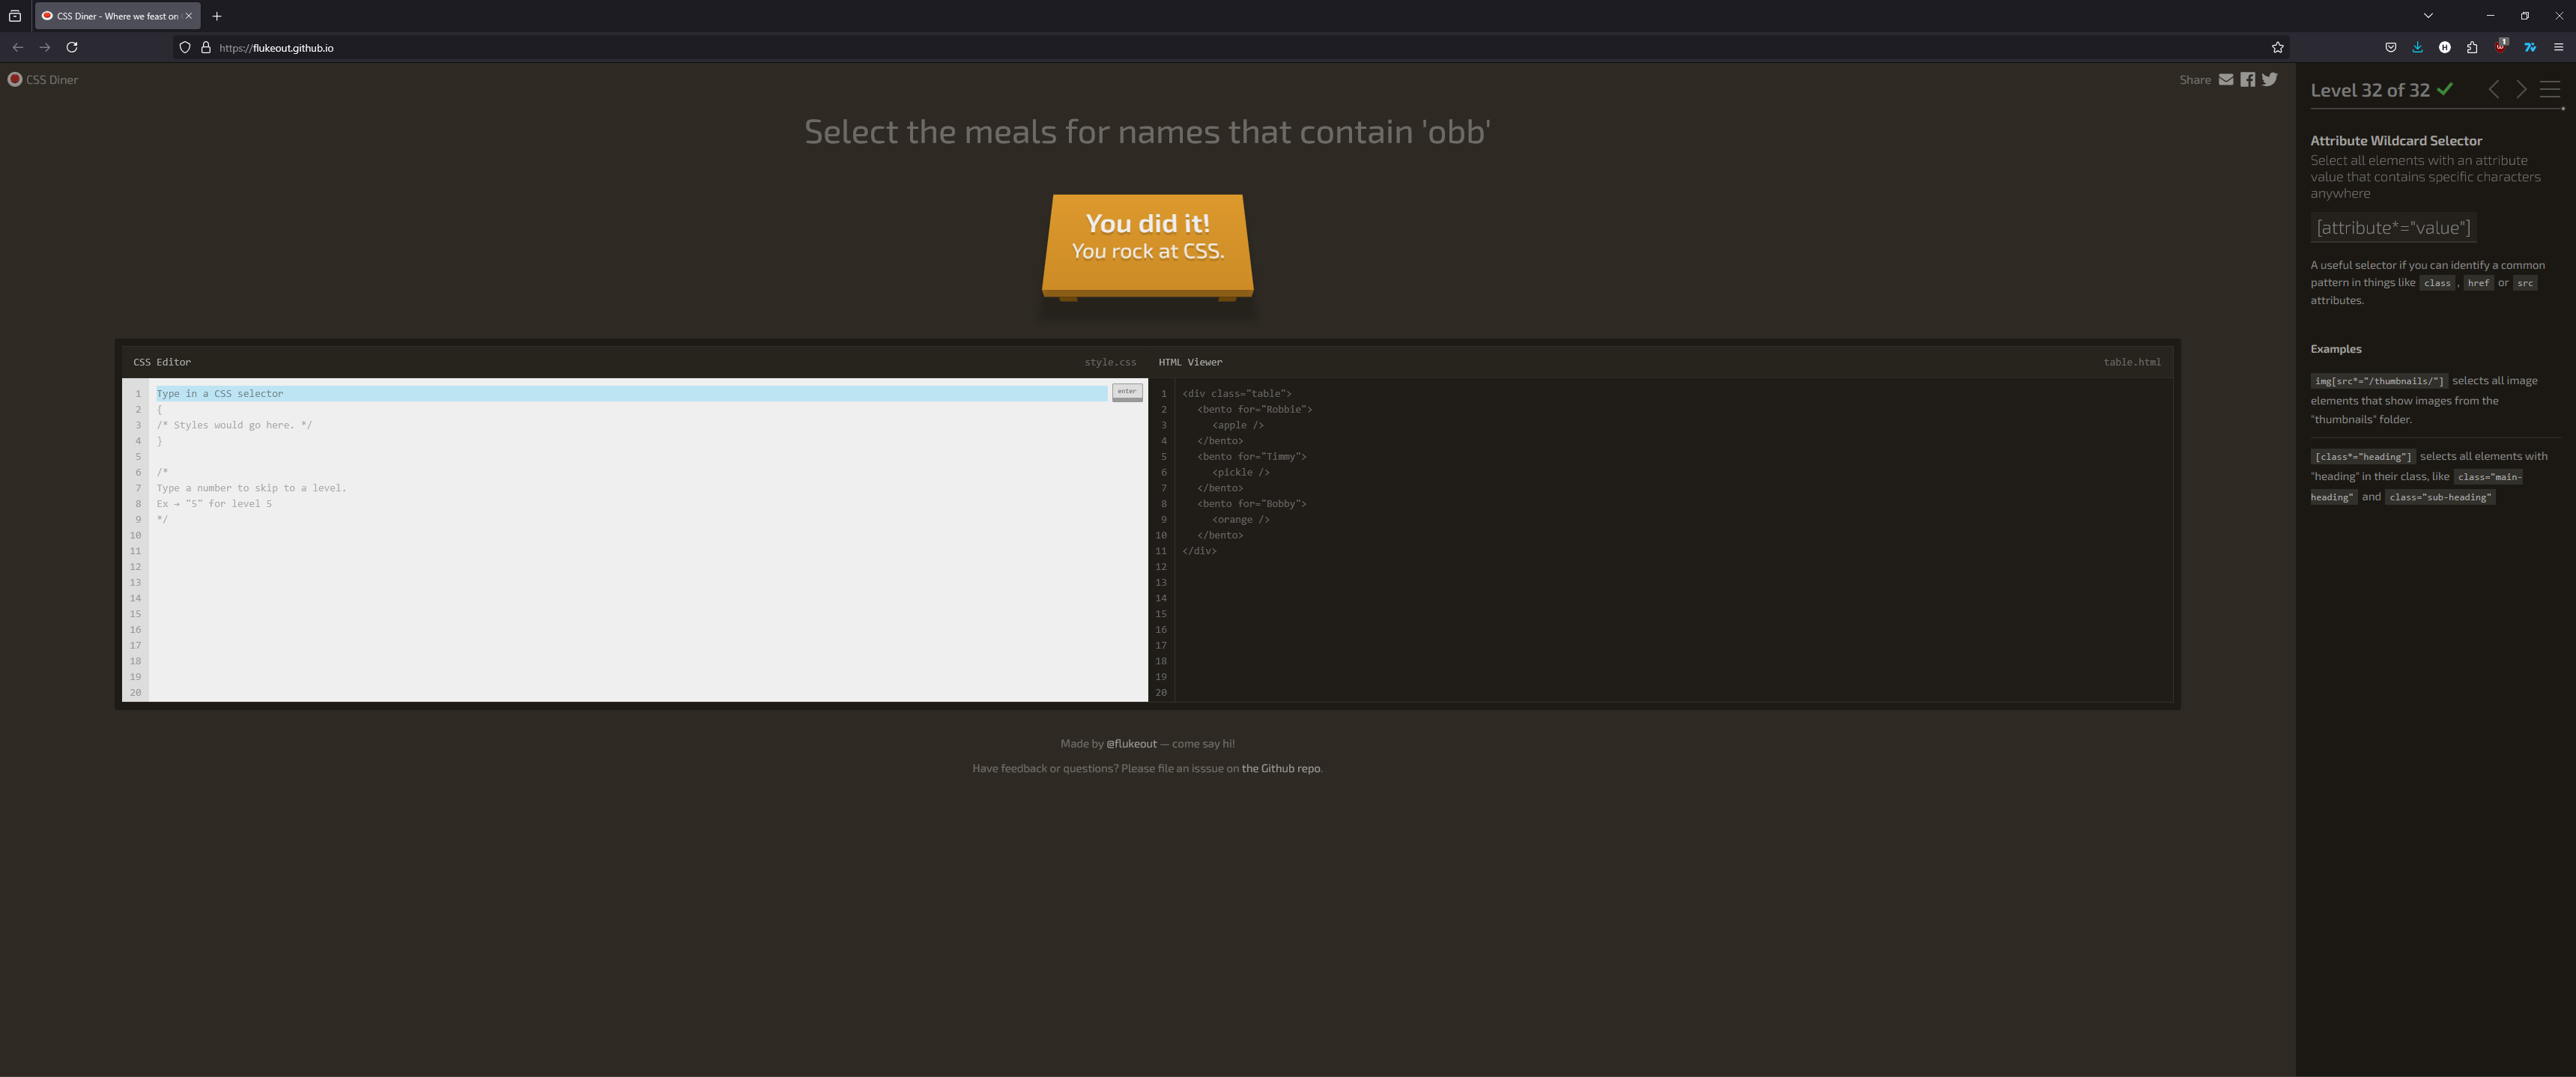 CSS Diner - Where we feast on
https://flukeout.github.io
1
CSS Diner
Share
Select the meals for names that contain 'obb'
You did it!
You rock at CSS.
CSS Editor
style.css
HTML Viewer
table.html
1
2
3
4
5
6
7
8
9
10
11
12
13
14
15
16
17
18
19
20
Type in a CSS selector
enter
{
/* Styles would go here. */
}
/*
Type a number to skip to a level.
Ex → "5" for level 5
*/
1
2
3
4
5
6
7
8
9
10
11
12
13
14
15
16
17
18
19
20
<div class="table">
<bento for="Robbie">
<apple />
</bento>
<bento for="Timmy">
<pickle />
</bento>
<bento for="Bobby">
<orange />
</bento>
</div>
Made by @flukeout — come say hi!
Have feedback or questions? Please file an isssue on the Github repo.
Level 32 of 32
Attribute Wildcard Selector
Select all elements with an attribute
value that contains specific characters
anywhere
[attribute*="value"]
A useful selector if you can identify a common
pattern in things like class , href or src
attributes.
Examples
img[src*="/thumbnails/"] selects all image
elements that show images from the
"thumbnails" folder.
[class*="heading"] selects all elements with
"heading" in their class, like class="main-
heading" and class="sub-heading"